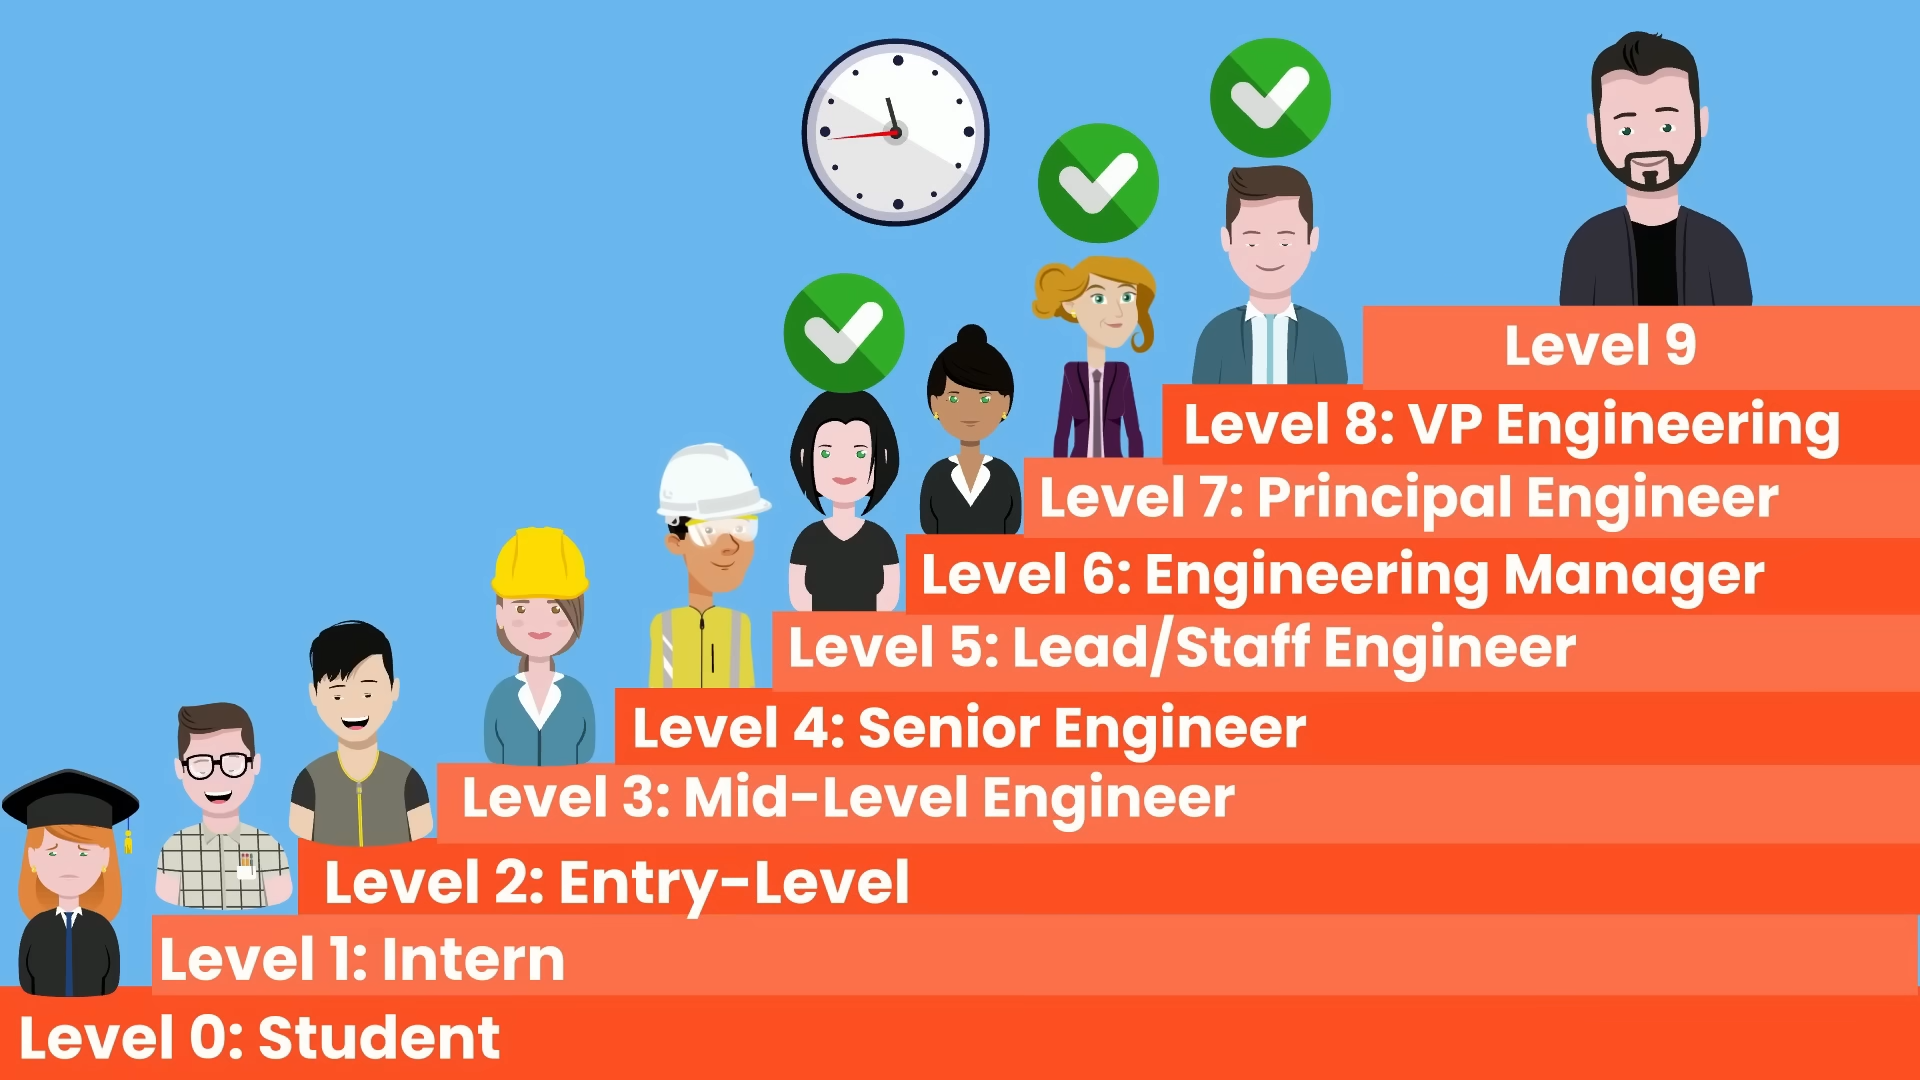 Level 9
Level 8: VP Engineering
Level 7: Principal Engineer
Level 6: Engineering Manager
Level 5: Lead/Staff Engineer
Level 4: Senior Engineer
Level 3: Mid-Level Engineer
Level 2: Entry-Level
Level 1: Intern
Level 0: Student